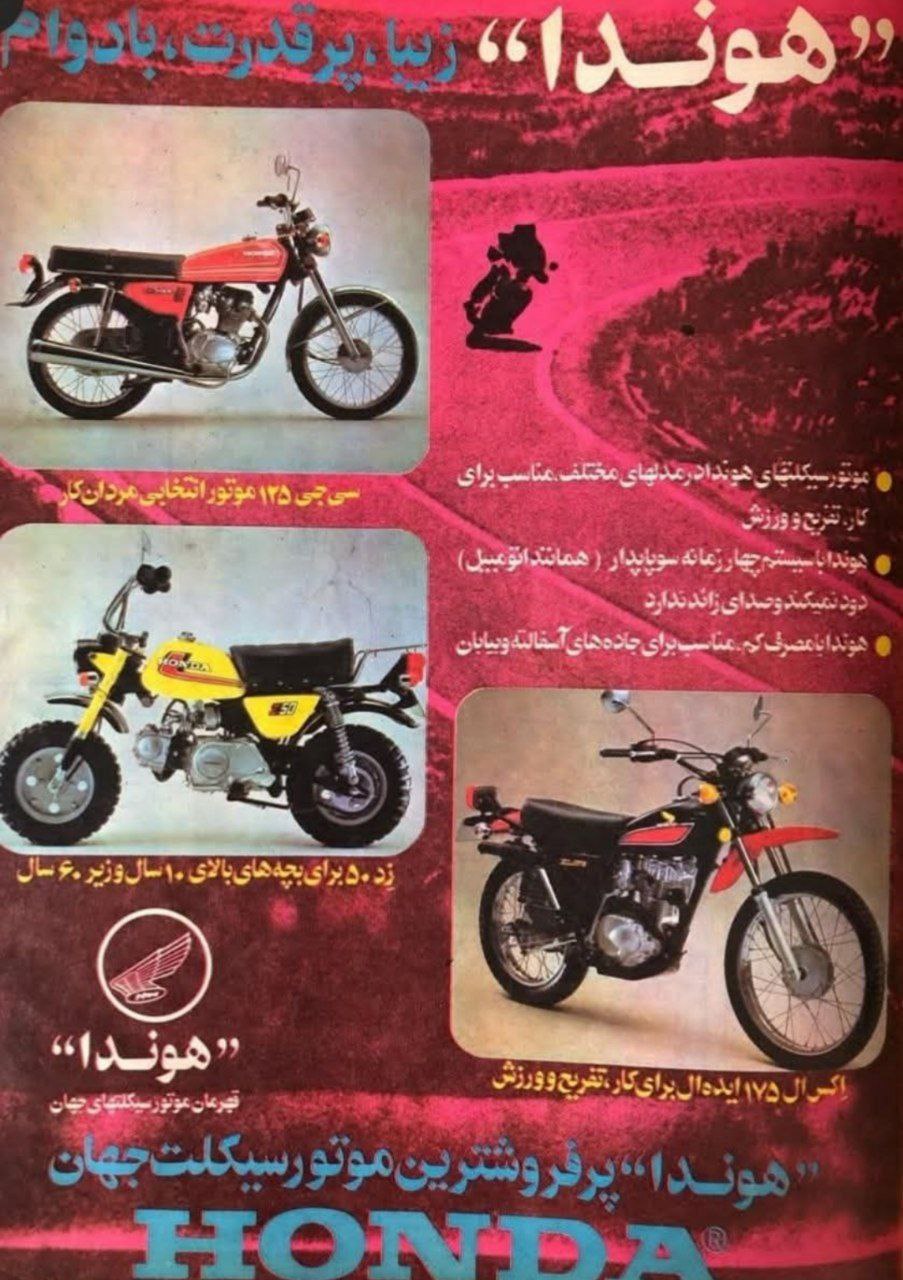 ”هوندا“ زیبا، پرقدرت، بادوام
HONDA
سی جی ۱۲۵ موتور انتخابی مردان کار
موتورسیکلتهای هوندا در مدلهای مختلف، مناسب برای
کار، تفریح و ورزش
هوندا با سیستم چهار زمانه سوپاپدار ( همانند اتومبیل )
دود نمیکند و صدای زائد ندارد
هوندا با مصرف کم، مناسب برای جاده های آسفالته و بیابان
HONDA
Z50
زد ۵۰ برای بچه های بالای ۱۰ سال و زیر ۶۰ سال
اکس ال ۱۷۵ ایده ال برای کار، تفریح و ورزش
”هوندا“
قهرمان موتورسیکلتهای جهان
”هوندا“ پرفروشترین موتورسیکلت جهان
HONDA®